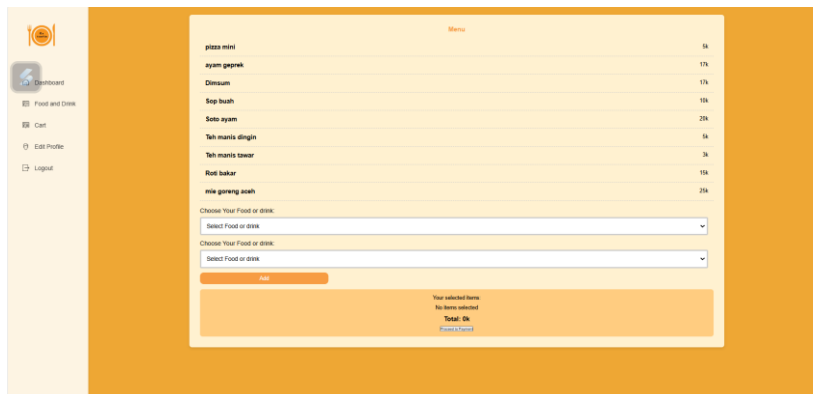 Dashboard
Food and Drink
Cart
Edit Profile
Logout
Menu
pizza mini 5k
ayam geprek 17k
Dimsum 17k
Sop buah
Soto ayam
Teh manis dingin 5k
Teh manis tawar 3k
Roti bakar 15k
mie goreng aceh 25k
Choose Your Food or drink:
Select Food or drink
Choose Your Food or drink:
Select Food or drink
Add
Your selected items:
No items selected
Total: 0k
Proceed to Payment